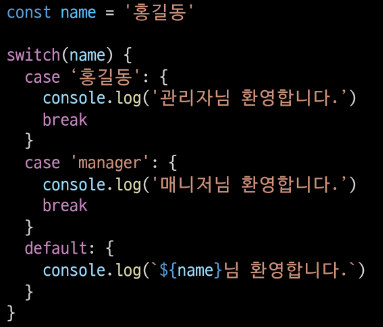 const name = '홍길동'

switch(name) {
  case ‘홍길동': {
    console.log('관리자님 환영합니다.’)
    break
  }
  case 'manager': {
    console.log('매니저님 환영합니다.’)
    break
  }
  default: {
    console.log(`${name}님 환영합니다.`)
  }
}